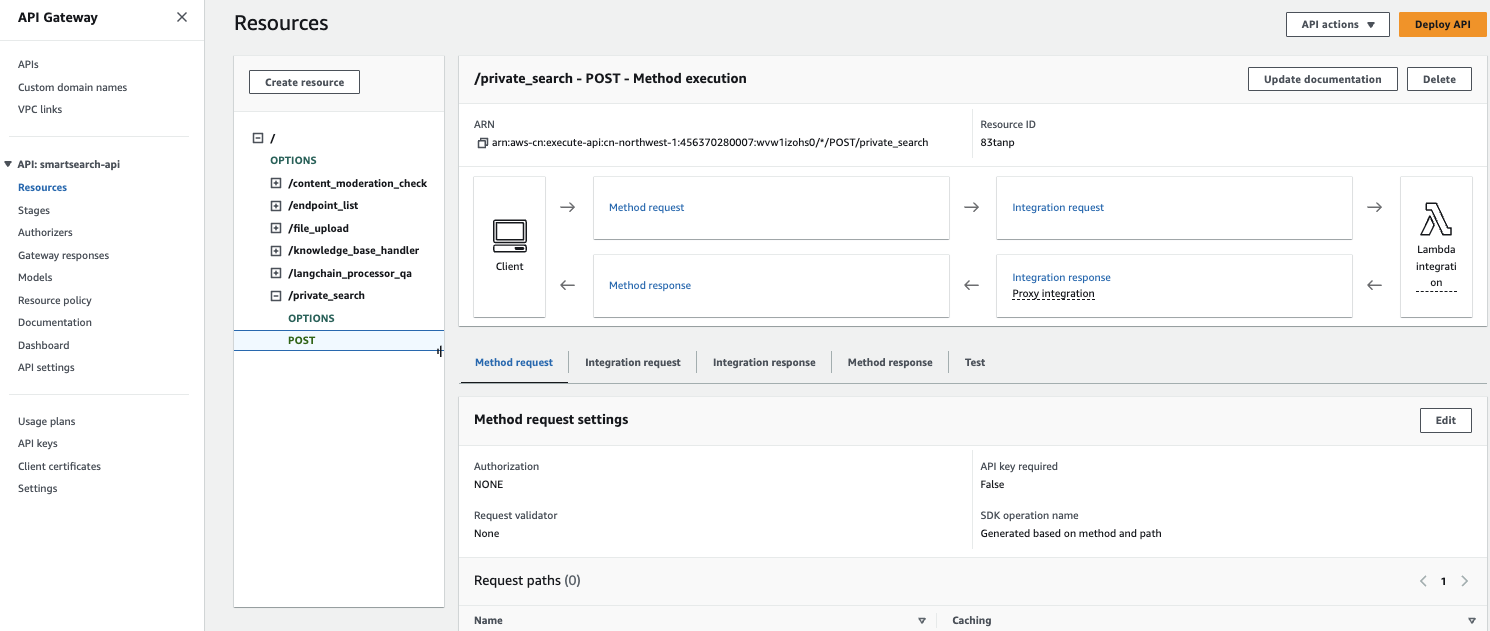 API Gateway
APIs
Custom domain names
VPC links
API: smartsearch-api
Resources
Stages
Authorizers
Gateway responses
Models
Resource policy
Documentation
Dashboard
API settings
Usage plans
API keys
Client certificates
Settings
Resources
API actions
Deploy API
Create resource
/
OPTIONS
/content_moderation_check
/endpoint_list
/file_upload
/knowledge_base_handler
/langchain_processor_qa
/private_search
OPTIONS
POST
/private_search - POST - Method execution
Update documentation
Delete
ARN
arn:aws-cn:execute-api:cn-northwest-1:456370280007:wvw1izohs0/*/POST/private_search
Resource ID
83tanp
Client
Method request
Integration request
Method response
Integration response
Proxy integration
Lambda
integrati
on
Method request
Integration request
Integration response
Method response
Test
Method request settings
Edit
Authorization
NONE
API key required
False
Request validator
None
SDK operation name
Generated based on method and path
Request paths (0)
1
Name
Caching